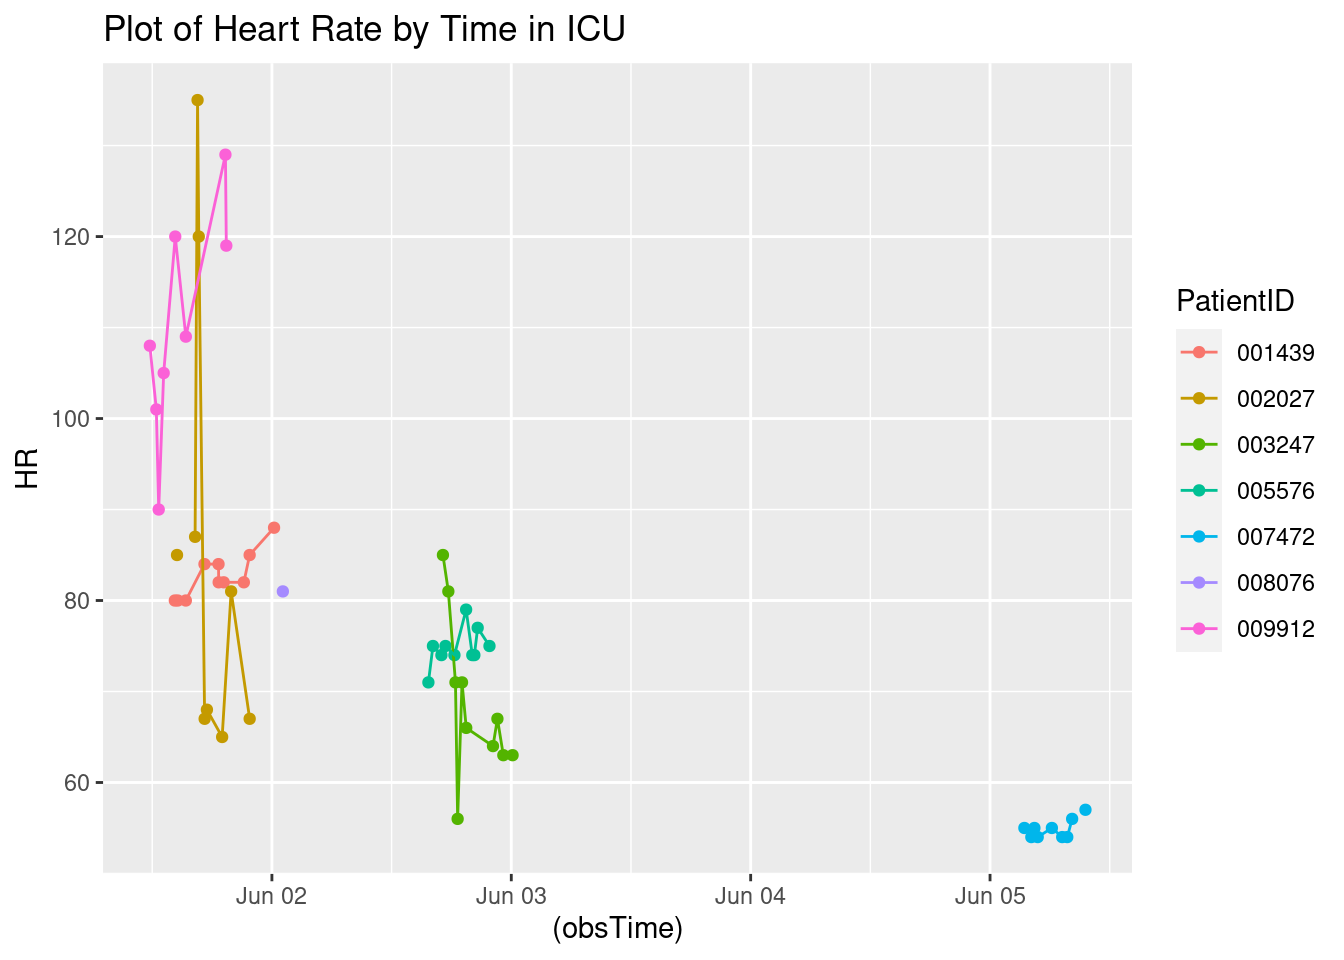 Plot of Heart Rate by Time in ICU
HR
120
100
80
60
Jun 02 Jun 03 Jun 04 Jun 05
(obsTime)
PatientID
001439
002027
003247
005576
007472
008076
009912